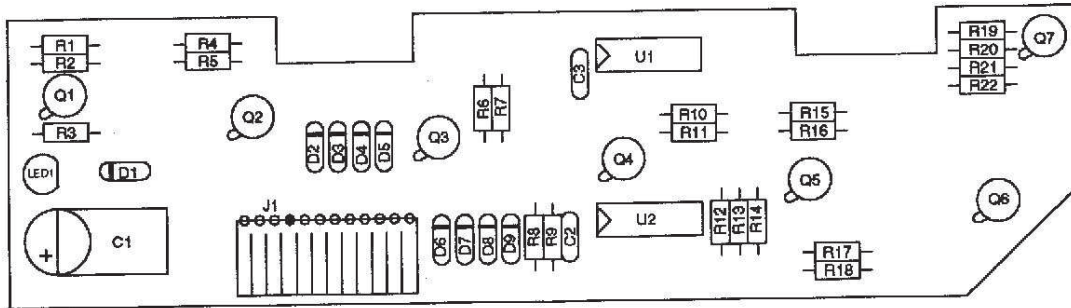 R1
R2
R4
R5
R19
R20
R21
R22
Q7
Q1
Q2
R3
LED1
D1
D2
D3
D4
D5
Q3
R6
R7
C3
U1
R10
R11
R15
R16
Q4
Q5
Q6
+
C1
J1
D6
D7
D8
D9
R8
R9
C2
U2
R12
R13
R14
R17
R18